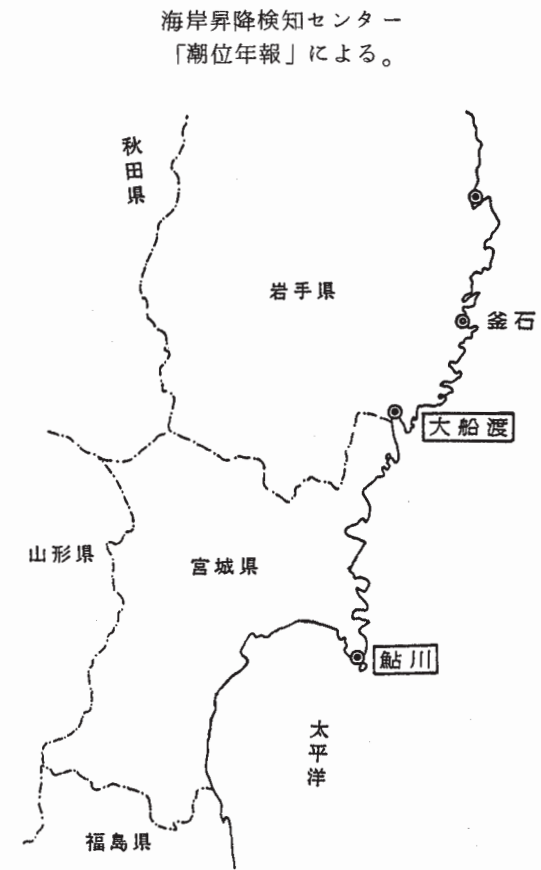 海岸昇降検知センター
「潮位年報」による。
秋田県
岩手県
釜石
大船渡
山形県
宮城県
鮎川
太平洋
福島県